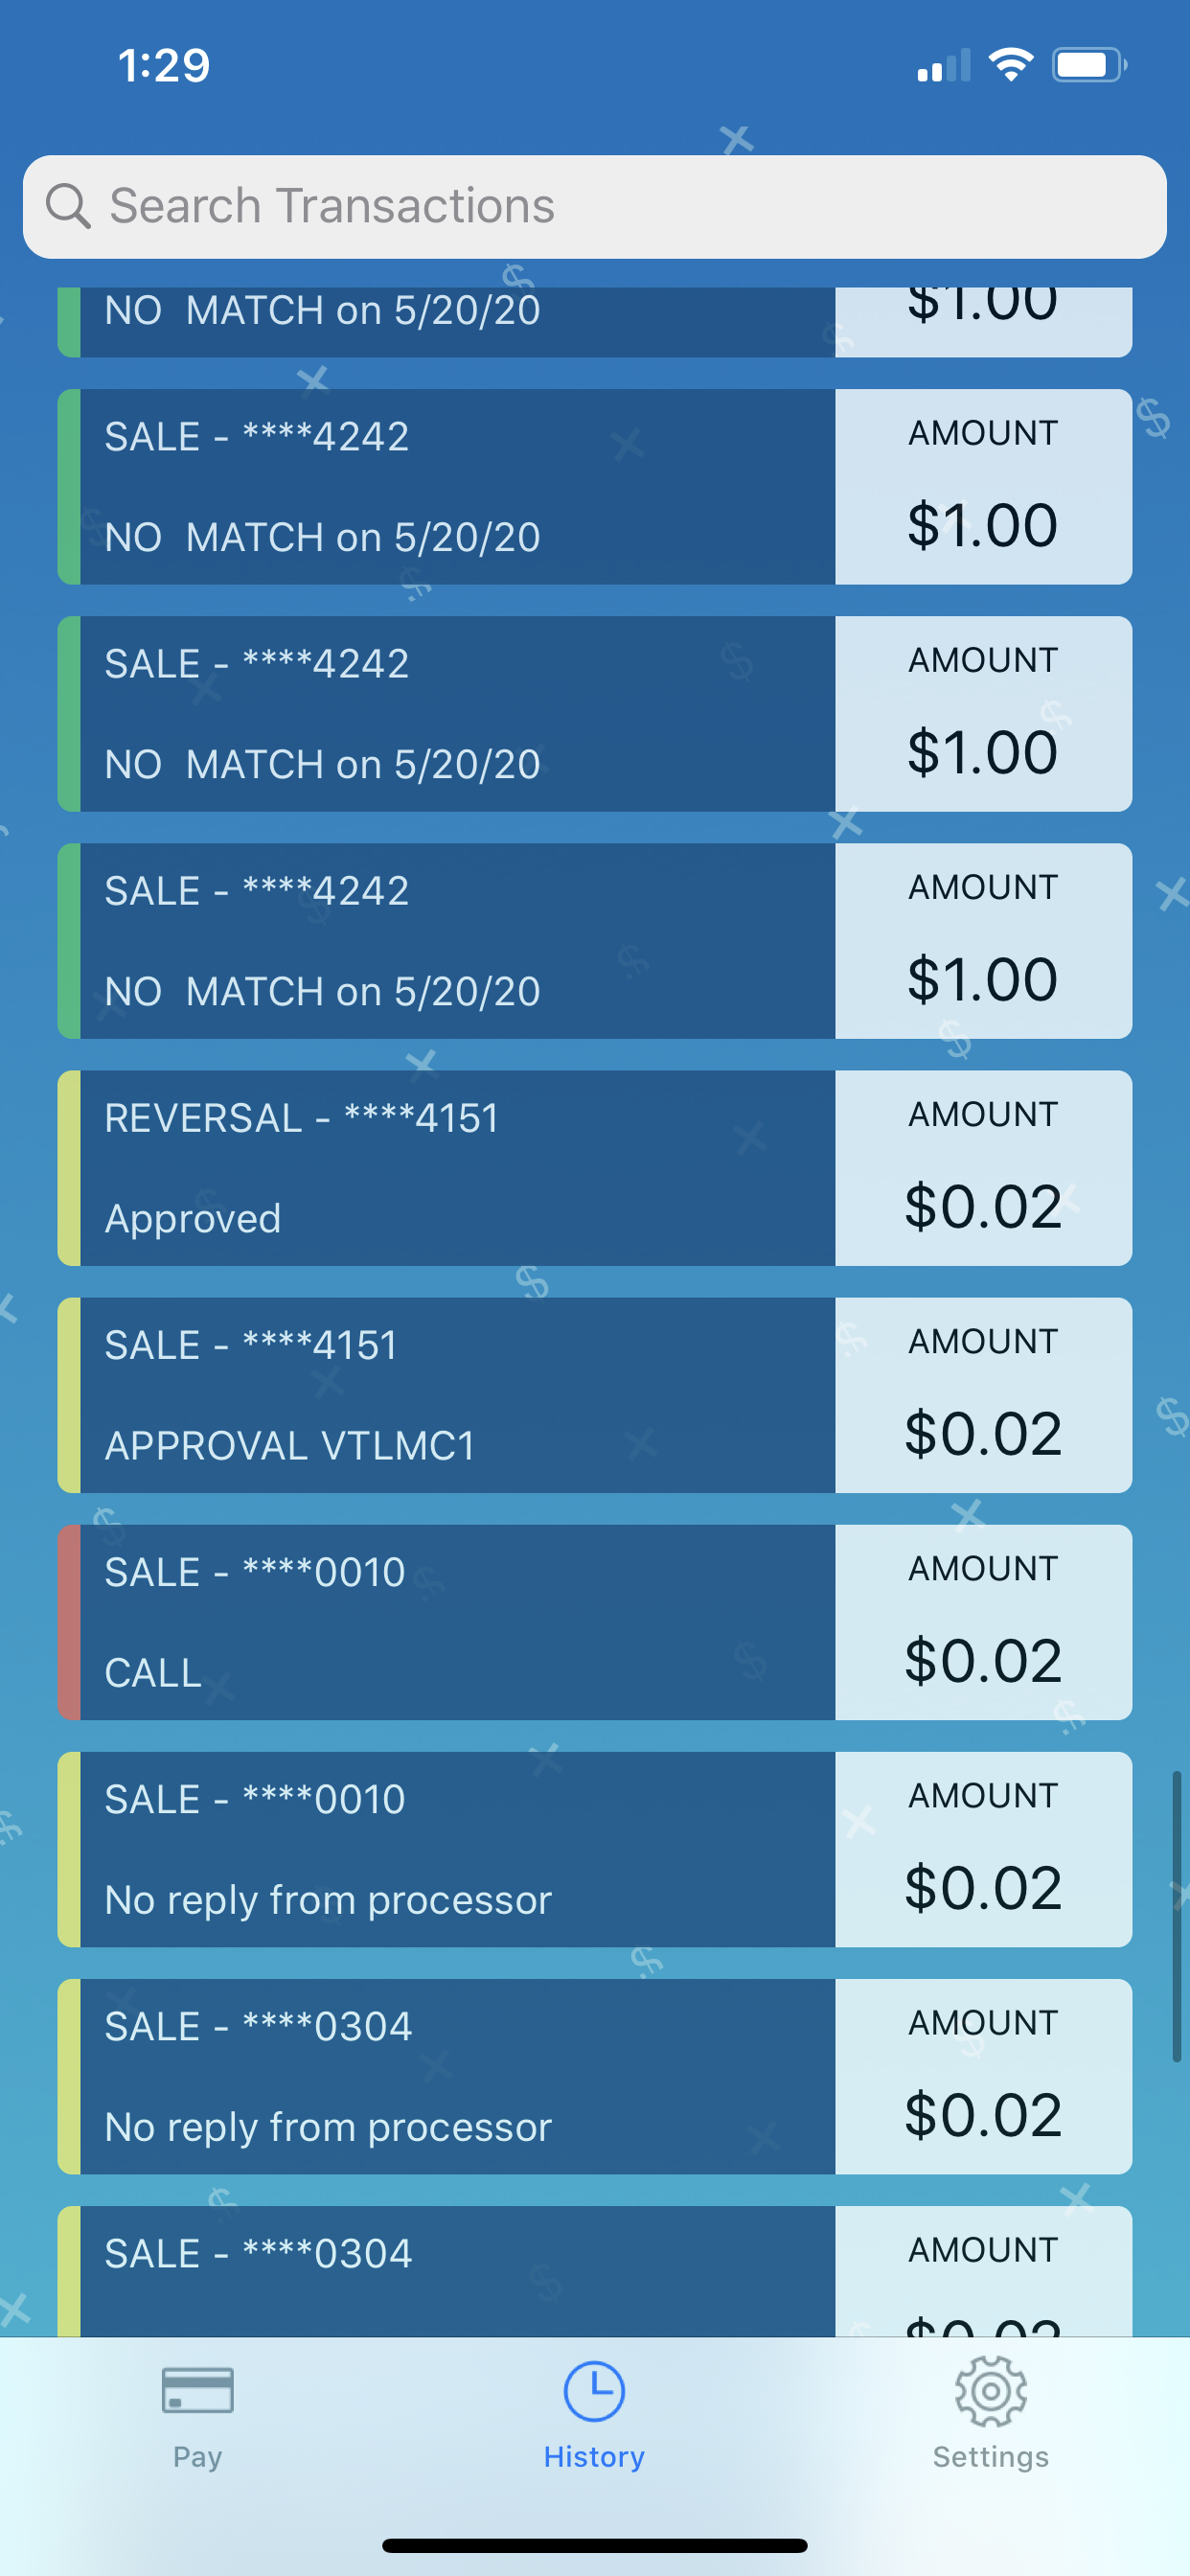 1:29
Search Transactions
NO  MATCH on 5/20/20
$1.00
SALE - ****4242
AMOUNT
NO  MATCH on 5/20/20
$1.00
SALE - ****4242
AMOUNT
NO  MATCH on 5/20/20
$1.00
SALE - ****4242
AMOUNT
NO  MATCH on 5/20/20
$1.00
REVERSAL - ****4151
AMOUNT
Approved
$0.02
SALE - ****4151
AMOUNT
APPROVAL VTLMC1
$0.02
SALE - ****0010
AMOUNT
CALL
$0.02
SALE - ****0010
AMOUNT
No reply from processor
$0.02
SALE - ****0304
AMOUNT
No reply from processor
$0.02
SALE - ****0304
AMOUNT
Pay
History
Settings